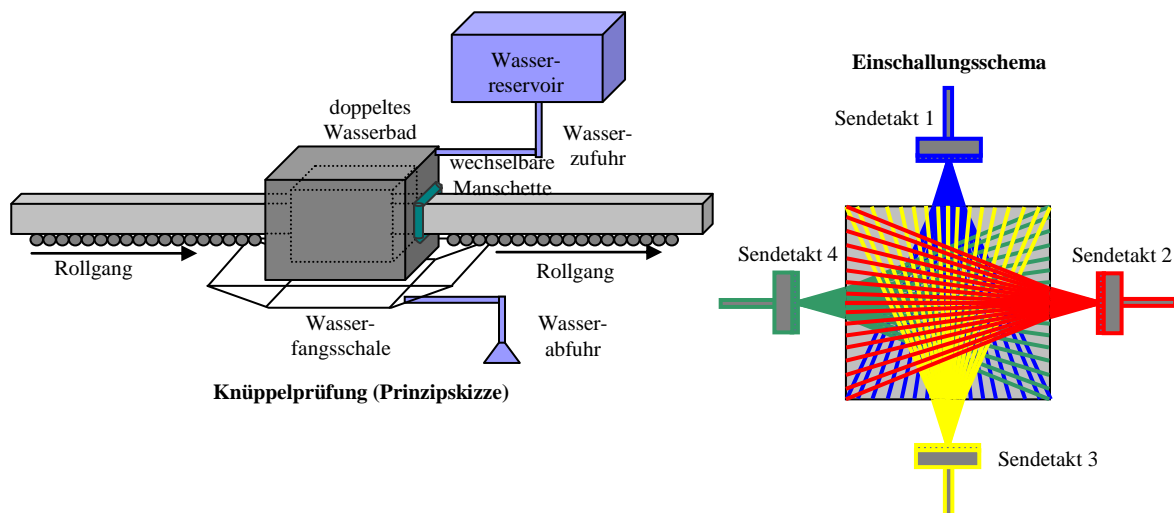 Wasser-
reservoir
doppeltes
Wasserbad
Wasser-
zufuhr
wechselbare
Manschette
Rollgang
Rollgang
Wasser-
fangsschale
Wasser-
abfuhr
Knüppelprüfung (Prinzipskizze)
Einschallungsschema
Sendetakt 1
Sendetakt 4
Sendetakt 2
Sendetakt 3